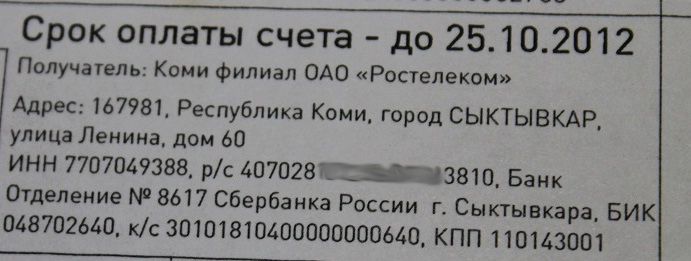 Срок оплаты счета - до 25.10.2012
Получатель: Коми филиал ОАО «Ростелеком»
Адрес: 167981, Республика Коми, город СЫКТЫВКАР,
улица Ленина, дом 60
ИНН 7707049388, р/с 407028 3810, Банк
Отделение № 8617 Сбербанка России г. Сыктывкара, БИК
048702640, к/с 30101810400000000640, КПП 110143001